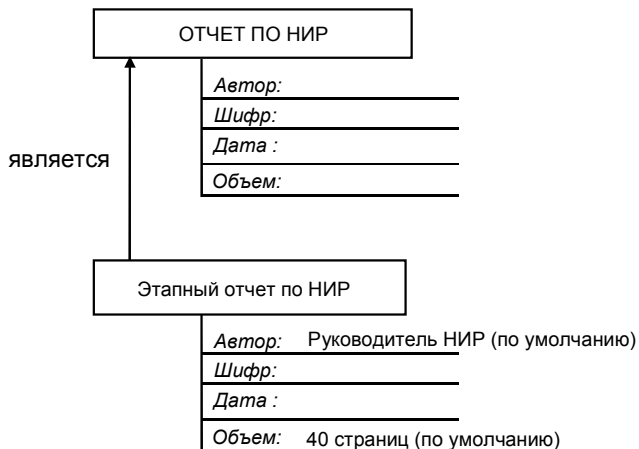 ОТЧЕТ ПО НИР
Автор:
Шифр:
Дата :
является
Объем:
Этапный отчет по НИР
Автор: Руководитель НИР (по умолчанию)
Шифр:
Дата :
Объем: 40 страниц (по умолчанию)